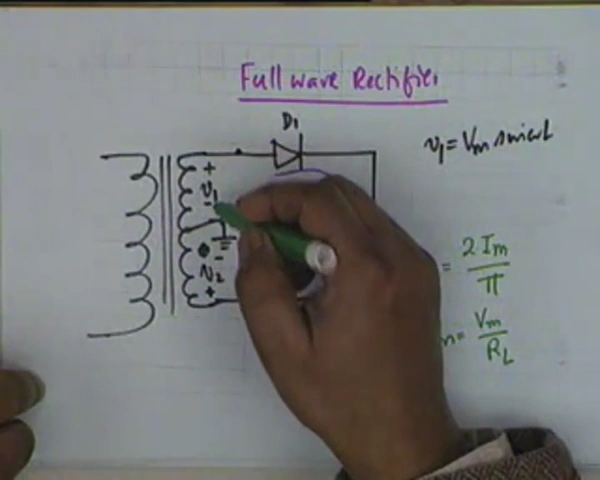 Full wave Rectifier
D1
v1 = Vm sinωt
+
v1
-
-
v2
+
= 2Im/π
m = Vm/RL